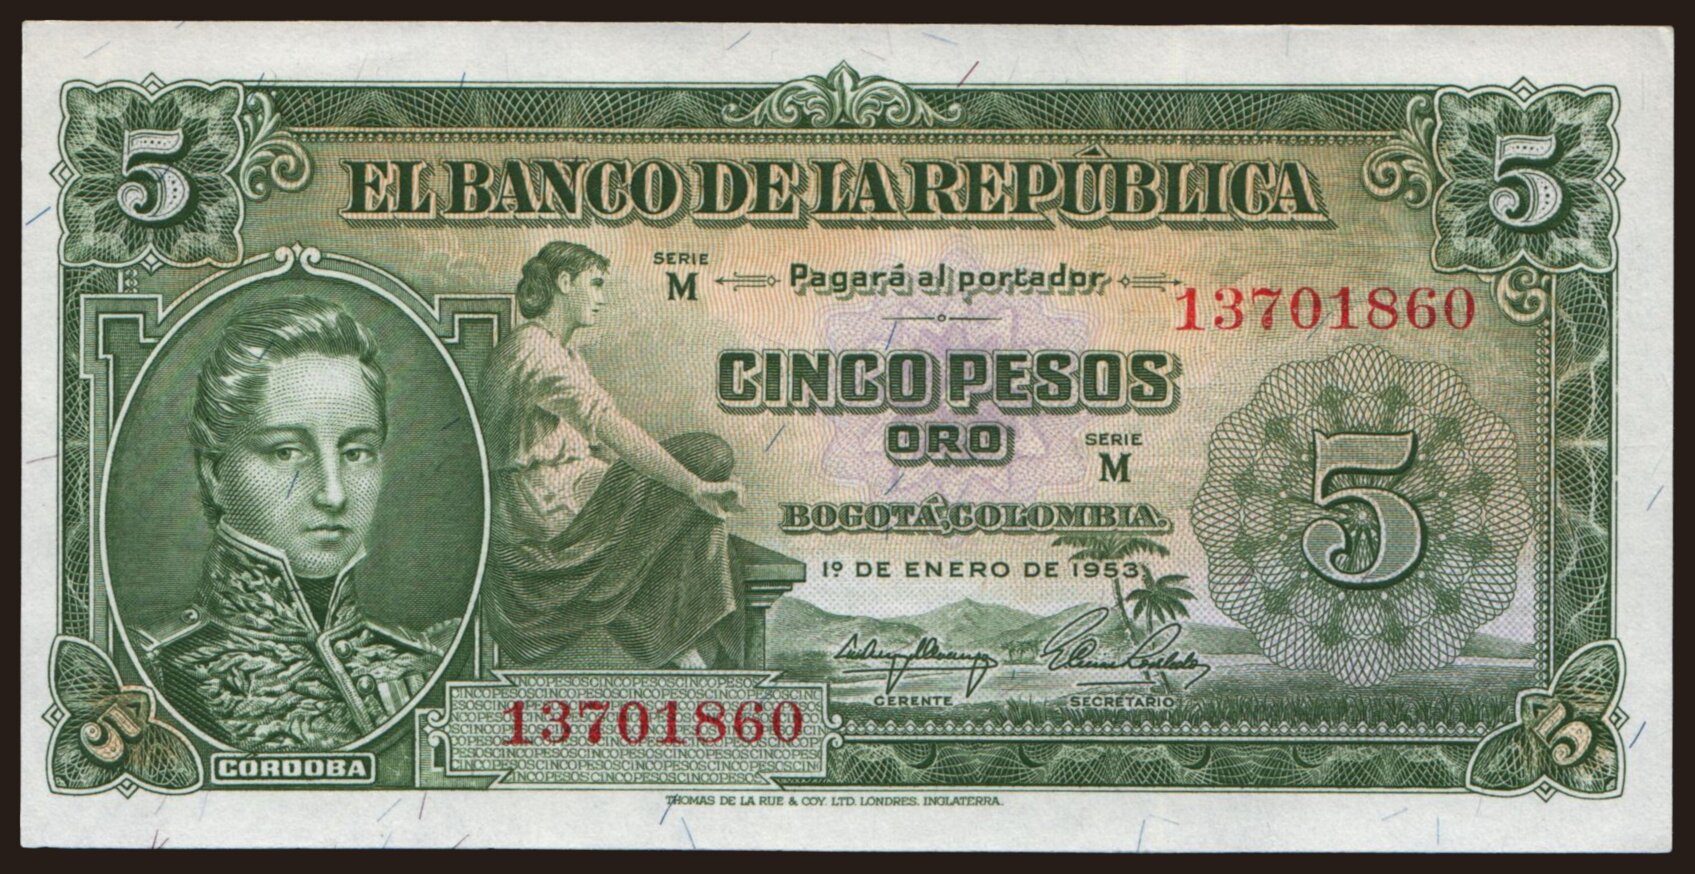 5 5
EL BANCO DE LA REPÚBLICA
SERIE
M
Pagará al portador
13701860
CINCO PESOS
ORO
SERIE
M
BOGOTÁ, COLOMBIA.
1º DE ENERO DE 1953
5
GERENTE SECRETARIO
13701860
CÓRDOBA
5 5
THOMAS DE LA RUE & COY. LTD. LONDRES. INGLATERRA.